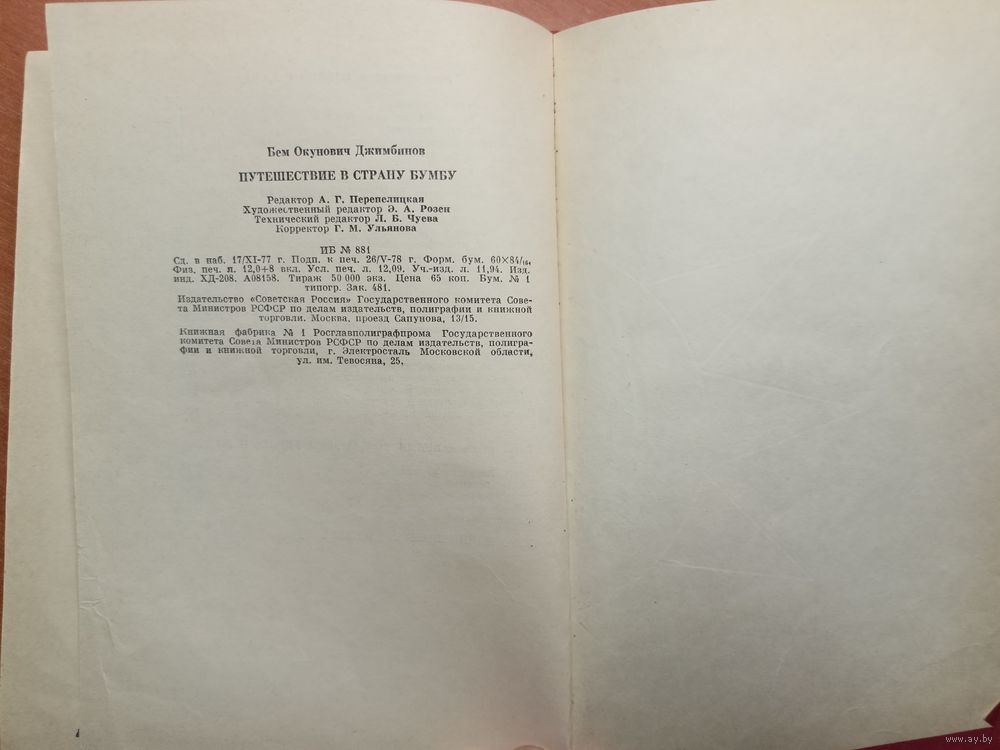 Бем Окунович Джимбинов
ПУТЕШЕСТВИЕ В СТРАНУ БУМБУ
Редактор А. Г. Перепелицкая
Художественный редактор Э. А. Розен
Технический редактор Л. Б. Чуева
Корректор Г. М. Ульянова
ИБ № 881
Сд. в наб. 17/XI-77 г. Подп. к печ. 26/V-78 г. Форм. бум. 60×84/16.
Физ. печ. л. 12,0+8 вкл. Усл. печ. л. 12,09. Уч.-изд. л. 11,94. Изд.
инд. ХД-208. А08158. Тираж 50 000 экз. Цена 65 коп. Бум. № 1
типогр. Зак. 481.
Издательство «Советская Россия» Государственного комитета Сове-
та Министров РСФСР по делам издательств, полиграфии и книжной
торговли. Москва, проезд Сапунова, 13/15.
Книжная фабрика № 1 Росглавполиграфпрома Государственного
комитета Совета Министров РСФСР по делам издательств, полигра-
фии и книжной торговли, г. Электросталь Московской области,
ул. им. Тевосяна, 25.
www.ay.by